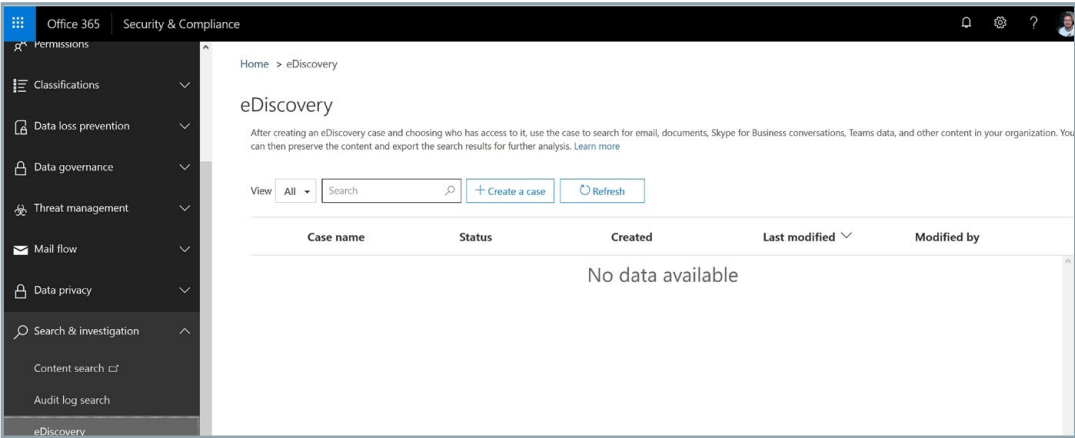 Office 365 Security & Compliance ?
Permissions
Classifications
Data loss prevention
Data governance
Threat management
Mail flow
Data privacy
Search & investigation
Content search
Audit log search
eDiscovery
Home > eDiscovery
eDiscovery
After creating an eDiscovery case and choosing who has access to it, use the case to search for email, documents, Skype for Business conversations, Teams data, and other content in your organization. You
can then preserve the content and export the search results for further analysis. Learn more
View All Search + Create a case Refresh
Case name Status Created Last modified Modified by
No data available